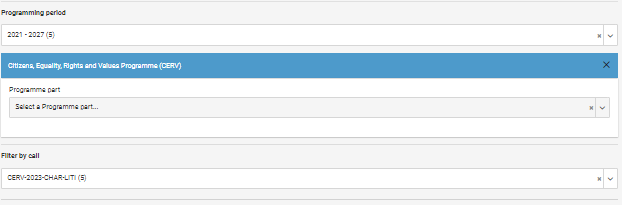 Programming period
2021 - 2027 (5)
Citizens, Equality, Rights and Values Programme (CERV)
Programme part
Select a Programme part...
Filter by call
CERV-2023-CHAR-LITI (5)